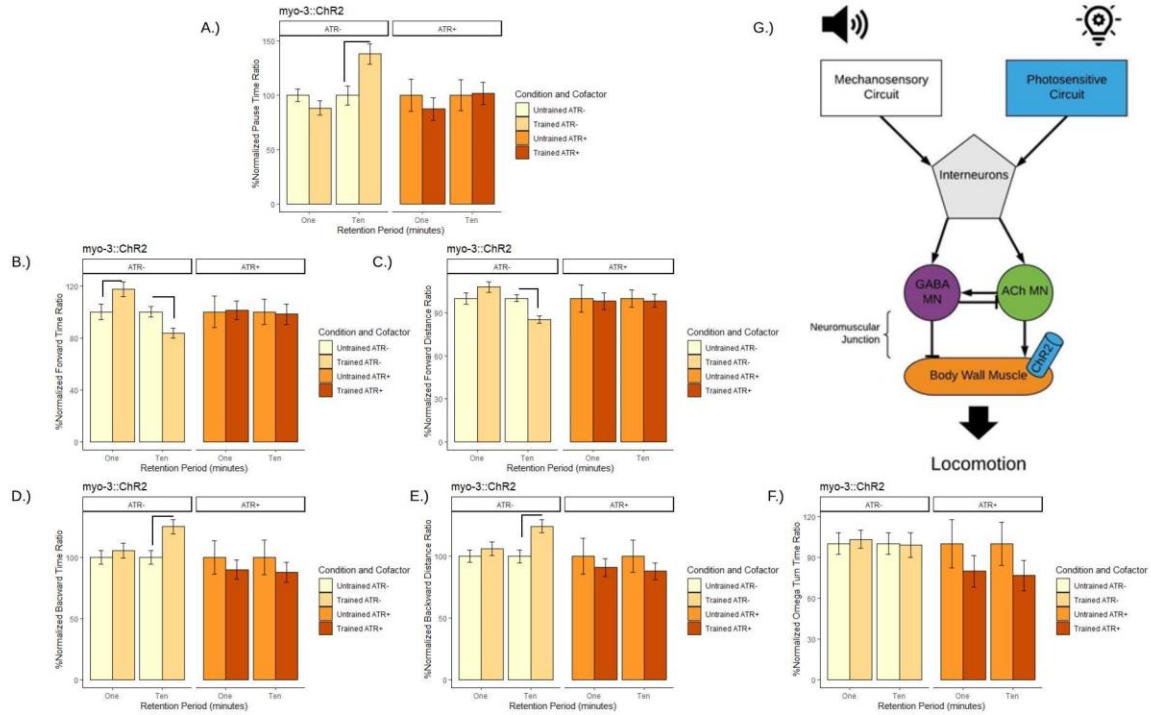 A.)
myo-3::ChR2
ATR-
ATR+
%Normalized Pause Time Ratio
150
100
50
0
One
Ten
One
Ten
Retention Period (minutes)
Condition and Cofactor
Untrained ATR-
Trained ATR-
Untrained ATR+
Trained ATR+
B.)
myo-3::ChR2
ATR-
ATR+
%Normalized Forward Time Ratio
120
80
40
0
One
Ten
One
Ten
Retention Period (minutes)
Condition and Cofactor
Untrained ATR-
Trained ATR-
Untrained ATR+
Trained ATR+
C.)
myo-3::ChR2
ATR-
ATR+
%Normalized Forward Distance Ratio
90
60
30
0
One
Ten
One
Ten
Retention Period (minutes)
Condition and Cofactor
Untrained ATR-
Trained ATR-
Untrained ATR+
Trained ATR+
D.)
myo-3::ChR2
ATR-
ATR+
%Normalized Bacward Time Ratio
100
50
0
One
Ten
One
Ten
Retention Period (minutes)
Condition and Cofactor
Untrained ATR-
Trained ATR-
Untrained ATR+
Trained ATR+
E.)
myo-3::ChR2
ATR-
ATR+
%Normalized Backward Distance Ratio
100
50
0
One
Ten
One
Ten
Retention Period (minutes)
Condition and Cofactor
Untrained ATR-
Trained ATR-
Untrained ATR+
Trained ATR+
F.)
myo-3::ChR2
ATR-
ATR+
%Normalized Omega Turn Time Ratio
120
90
60
30
0
One
Ten
One
Ten
Retention Period (minutes)
Condition and Cofactor
Untrained ATR-
Trained ATR-
Untrained ATR+
Trained ATR+
G.)
Mechanosensory
Circuit
Photosensitive
Circuit
Interneurons
GABA
MN
ACh MN
Neuromuscular
Junction
ChR2
Body Wall Muscle
Locomotion